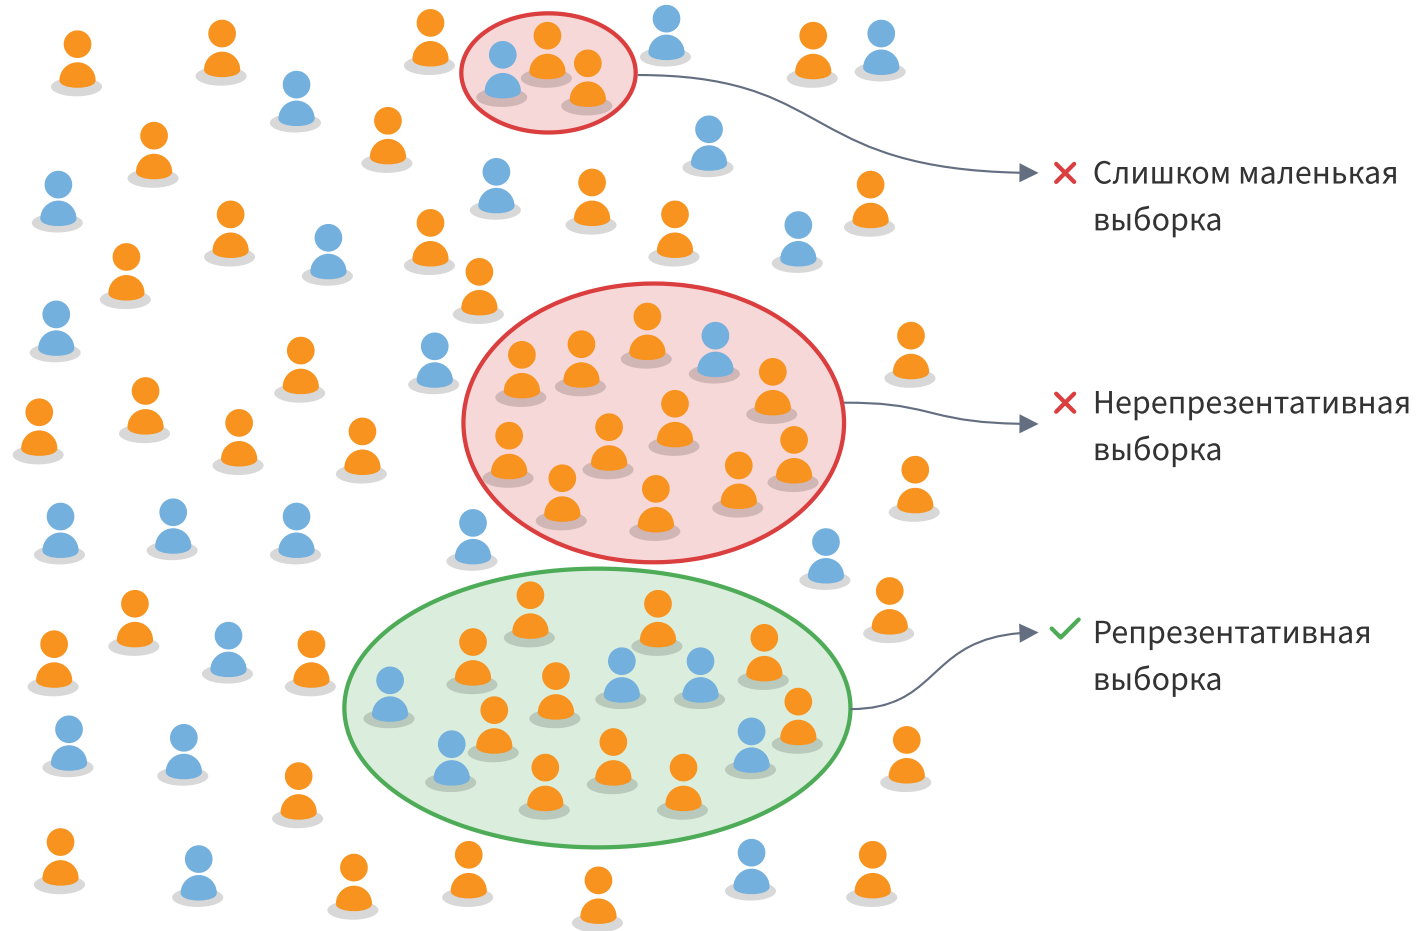 Слишком маленькая
выборка
Нерепрезентативная
выборка
Репрезентативная
выборка